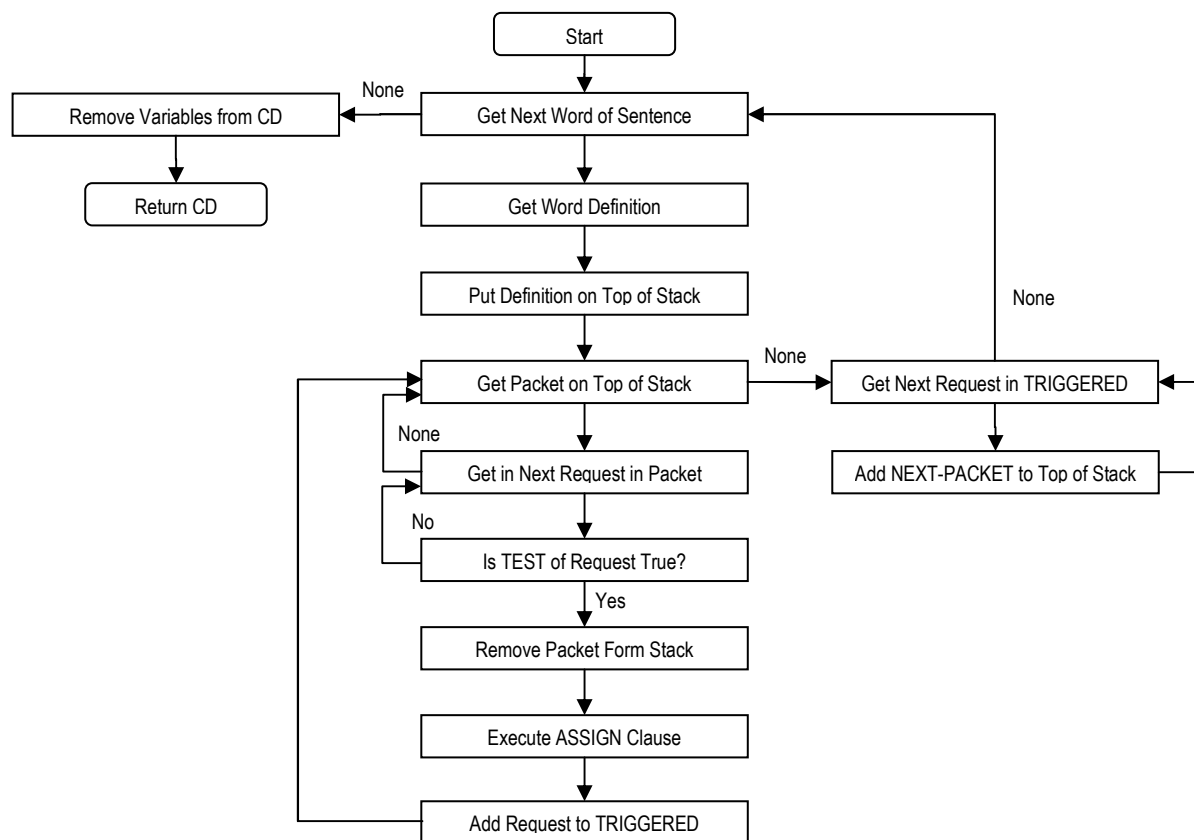 Start
None
Remove Variables from CD
Get Next Word of Sentence
Return CD
Get Word Definition
Put Definition on Top of Stack
None
None
Get Packet on Top of Stack
Get Next Request in TRIGGERED
None
Get in Next Request in Packet
Add NEXT-PACKET to Top of Stack
No
Is TEST of Request True?
Yes
Remove Packet Form Stack
Execute ASSIGN Clause
Add Request to TRIGGERED